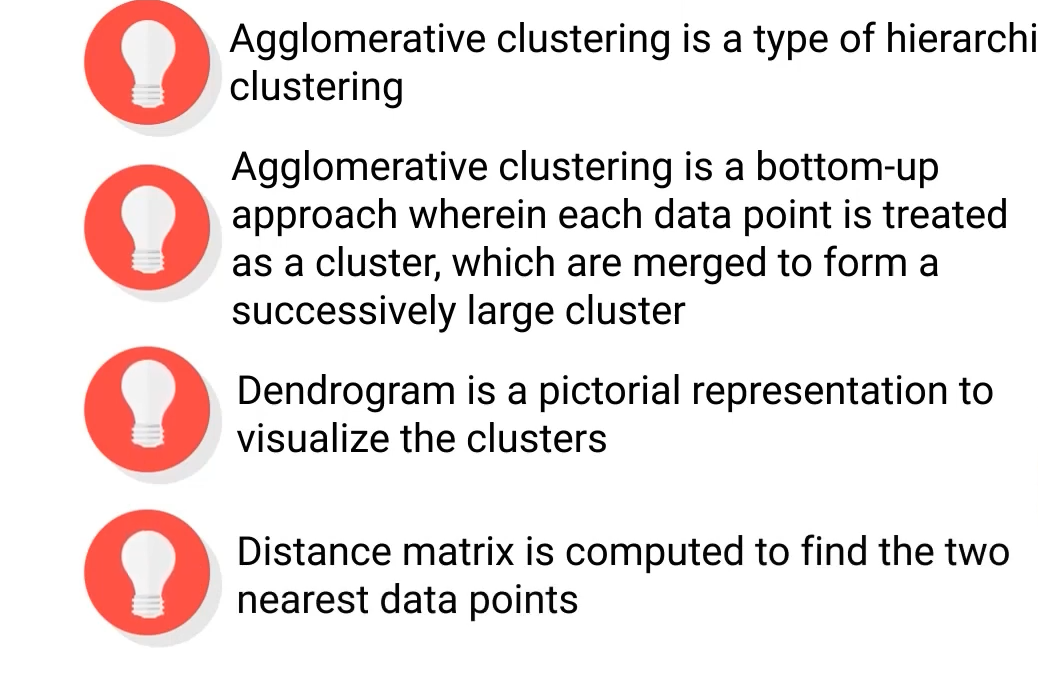 Agglomerative clustering is a type of hierarchi
clustering
Agglomerative clustering is a bottom-up
approach wherein each data point is treated
as a cluster, which are merged to form a
successively large cluster
Dendrogram is a pictorial representation to
visualize the clusters
Distance matrix is computed to find the two
nearest data points